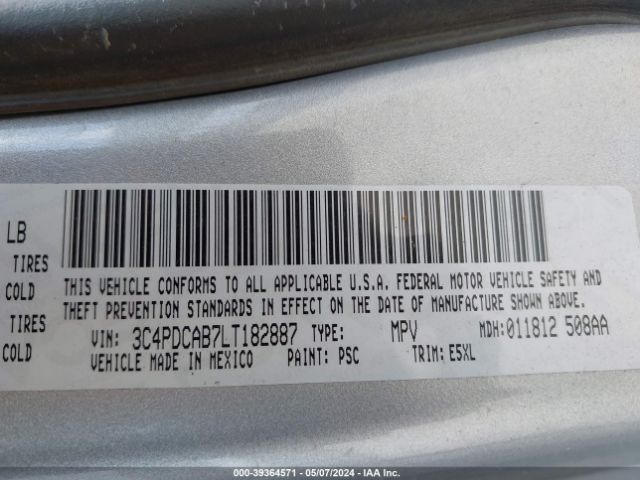 LB
TIRES
COLD
THIS VEHICLE CONFORMS TO ALL APPLICABLE U.S.A. FEDERAL MOTOR VEHICLE SAFETY AND
THEFT PREVENTION STANDARDS IN EFFECT ON THE DATE OF MANUFACTURE SHOWN ABOVE.
TIRES
VIN: 3C4PDCAB7LT182887 TYPE: MPV MDH:011812 508AA
COLD
VEHICLE MADE IN MEXICO PAINT: PSC TRIM: E5XL
000-39364571 — 05/07/2024 — IAA Inc.